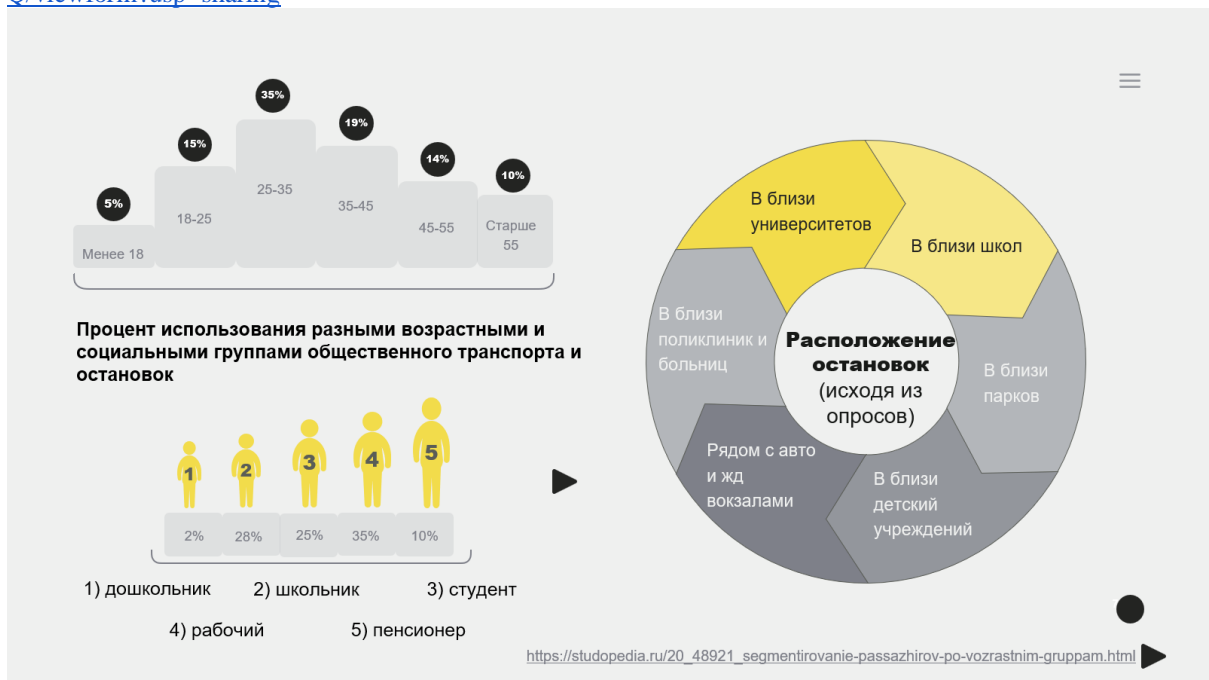 Q/viewform?usp=sharing
35%
19%
15%
14%
10%
5%
25-35
35-45
18-25
45-55
Старше
55
Менее 18
Процент использования разными возрастными и
социальными группами общественного транспорта и
остановок
1
2
3
4
5
2%
28%
25%
35%
10%
1) дошкольник
2) школьник
3) студент
4) рабочий
5) пенсионер
В близи
университетов
В близи школ
В близи
поликлиник и
больниц
В близи
парков
Рядом с авто
и жд
вокзалами
В близи
детский
учреждений
Расположение
остановок
(исходя из
опросов)
https://studopedia.ru/20_48921_segmentirovanie-passazhirov-po-vozrastnim-gruppam.html